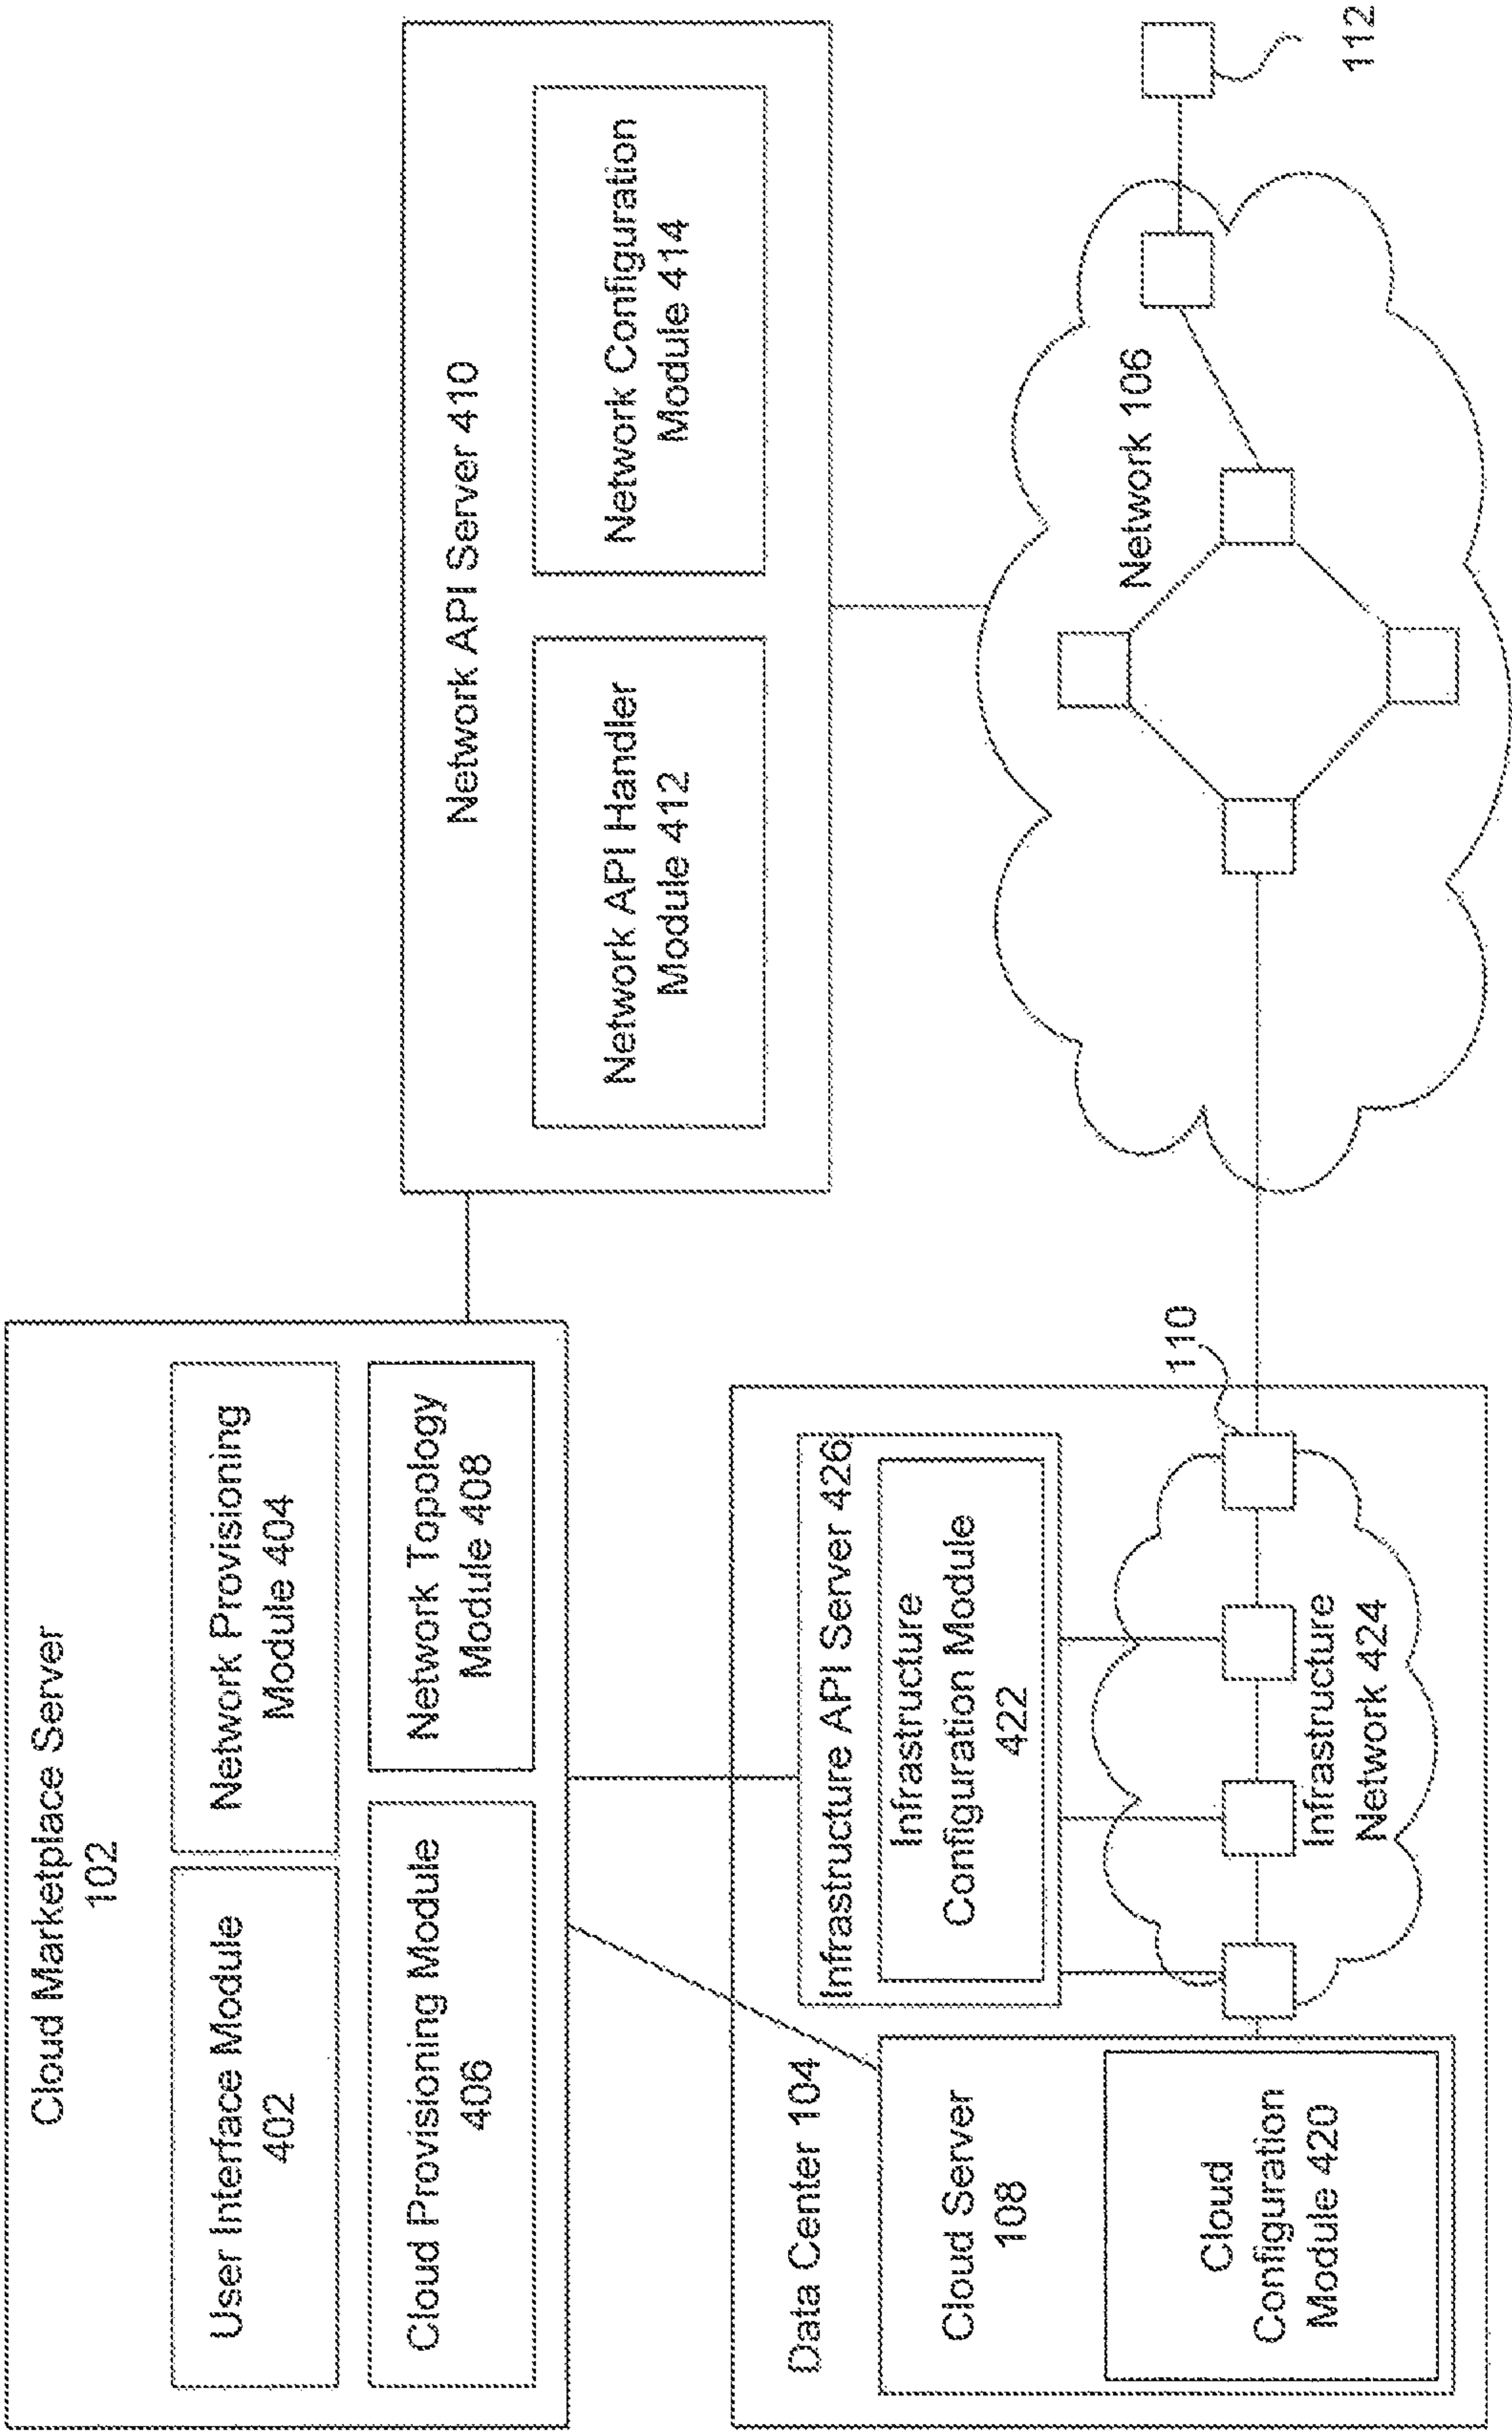 Cloud Marketplace Server
102
User Interface Module
402
Network Provisioning
Module 404
Cloud Provisioning Module
406
Network Topology
Module 408
Network API Server 410
Network API Handler
Module 412
Network Configuration
Module 414
Data Center 104
Cloud Server
108
Cloud
Configuration
Module 420
Infrastructure API Server 426
Infrastructure
Configuration Module
422
Infrastructure
Network 424
110
Network 106
112